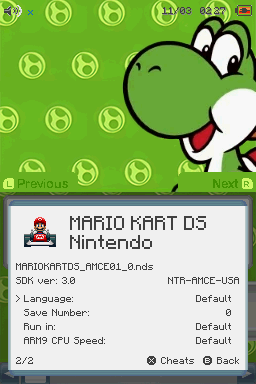 11/03 02:27
L Previous Next R
MARIO KART DS
Nintendo
MARIOKARTDS_AMCE01_0.nds
SDK ver: 3.0 NTR-AMCE-USA
> Language: Default
Save Number: 0
Run in: Default
ARM9 CPU Speed: Default
2/2 X Cheats B Back